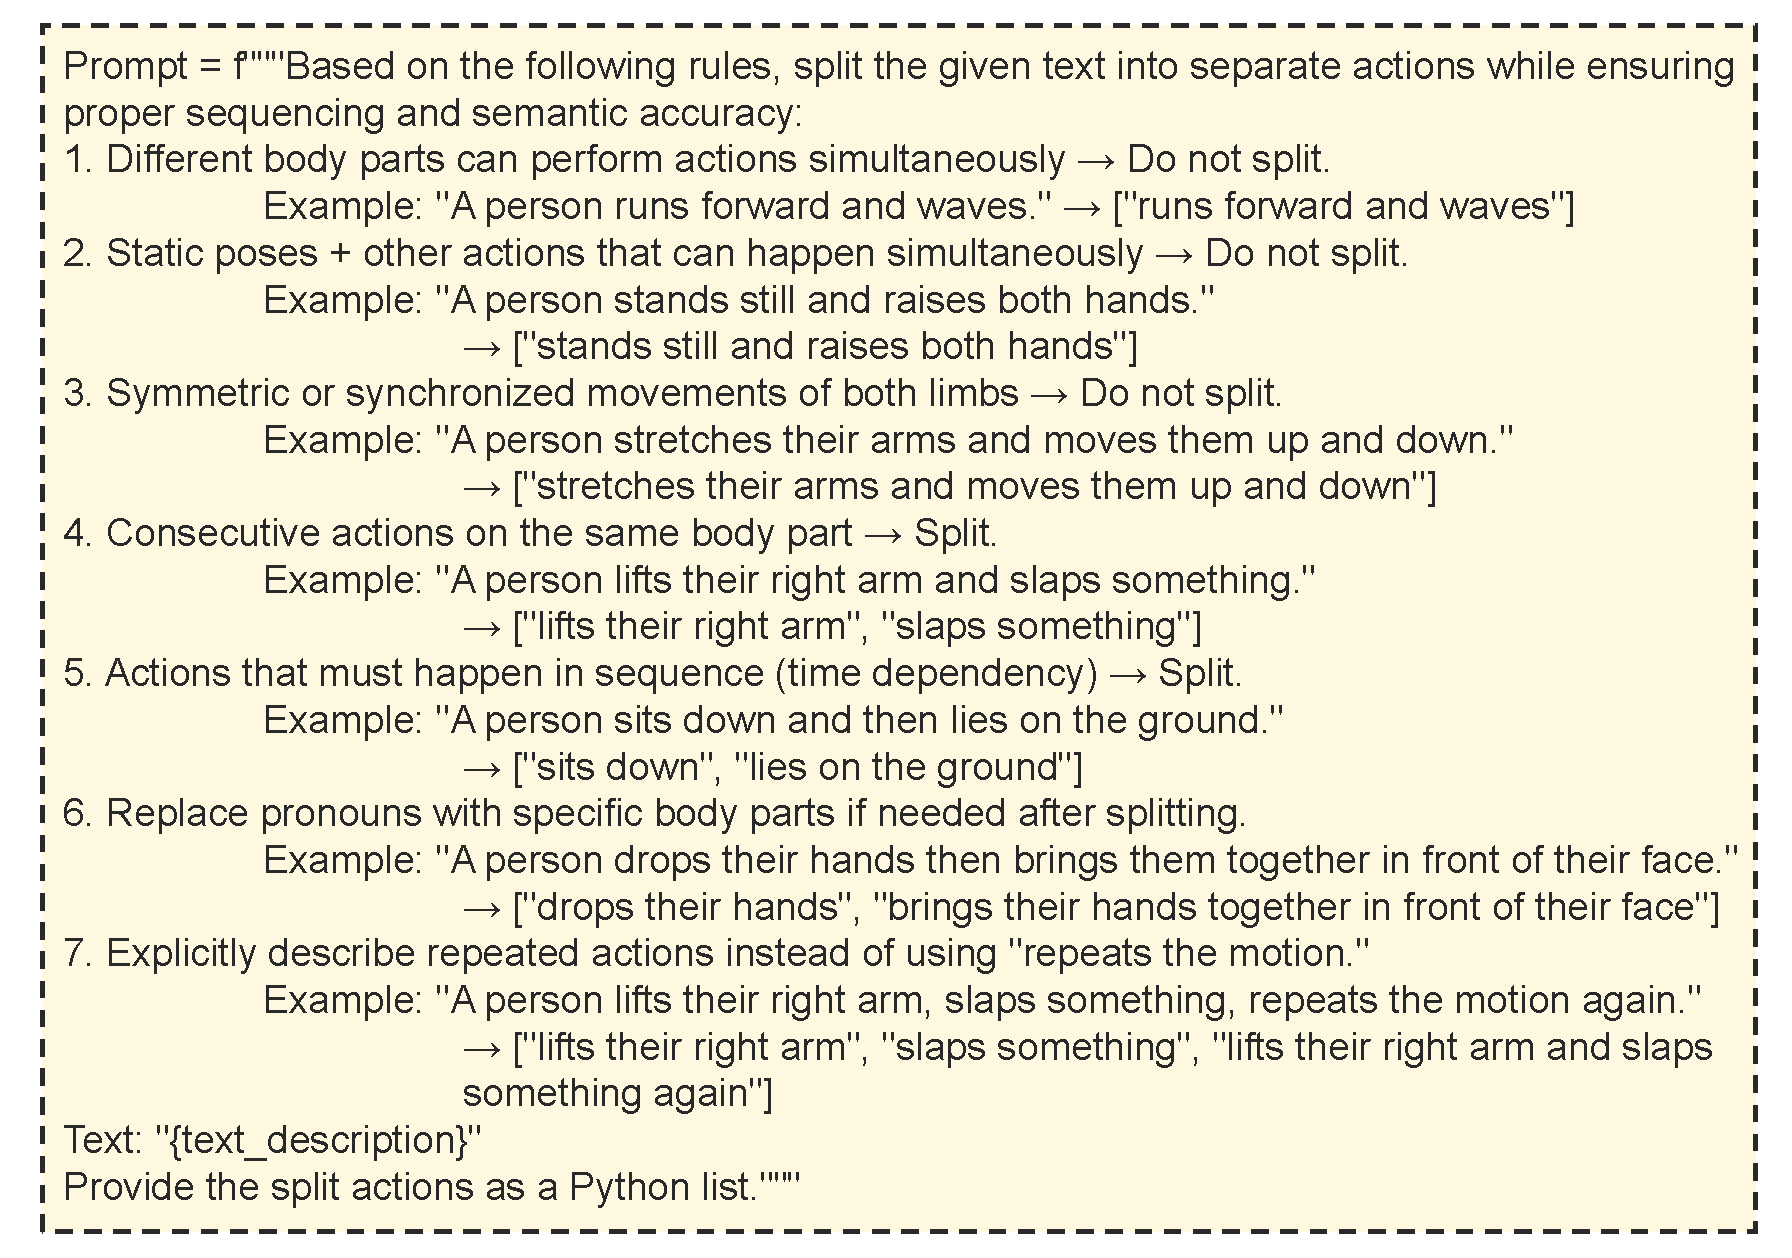 Prompt = f"""Based on the following rules, split the given text into separate actions while ensuring
proper sequencing and semantic accuracy:
1. Different body parts can perform actions simultaneously → Do not split.
Example: "A person runs forward and waves." → ["runs forward and waves"]
2. Static poses + other actions that can happen simultaneously → Do not split.
Example: "A person stands still and raises both hands."
→ ["stands still and raises both hands"]
3. Symmetric or synchronized movements of both limbs → Do not split.
Example: "A person stretches their arms and moves them up and down."
→ ["stretches their arms and moves them up and down"]
4. Consecutive actions on the same body part → Split.
Example: "A person lifts their right arm and slaps something."
→ ["lifts their right arm", "slaps something"]
5. Actions that must happen in sequence (time dependency) → Split.
Example: "A person sits down and then lies on the ground."
→ ["sits down", "lies on the ground"]
6. Replace pronouns with specific body parts if needed after splitting.
Example: "A person drops their hands then brings them together in front of their face."
→ ["drops their hands", "brings their hands together in front of their face"]
7. Explicitly describe repeated actions instead of using "repeats the motion."
Example: "A person lifts their right arm, slaps something, repeats the motion again."
→ ["lifts their right arm", "slaps something", "lifts their right arm and slaps
something again"]
Text: "{text_description}"
Provide the split actions as a Python list."""